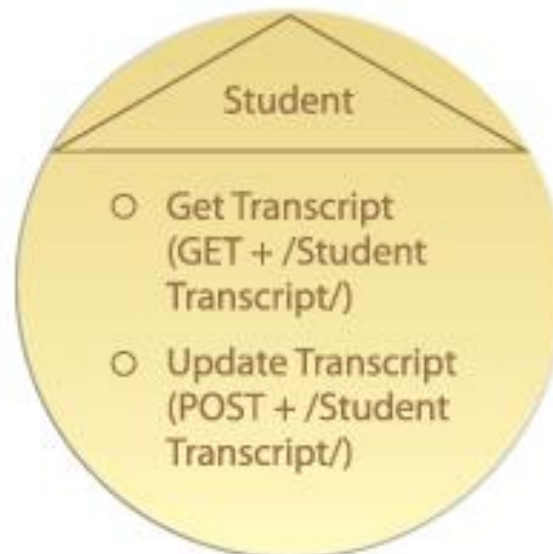 Student
○ Get Transcript
(GET + /Student
Transcript/)
○ Update Transcript
(POST + /Student
Transcript/)